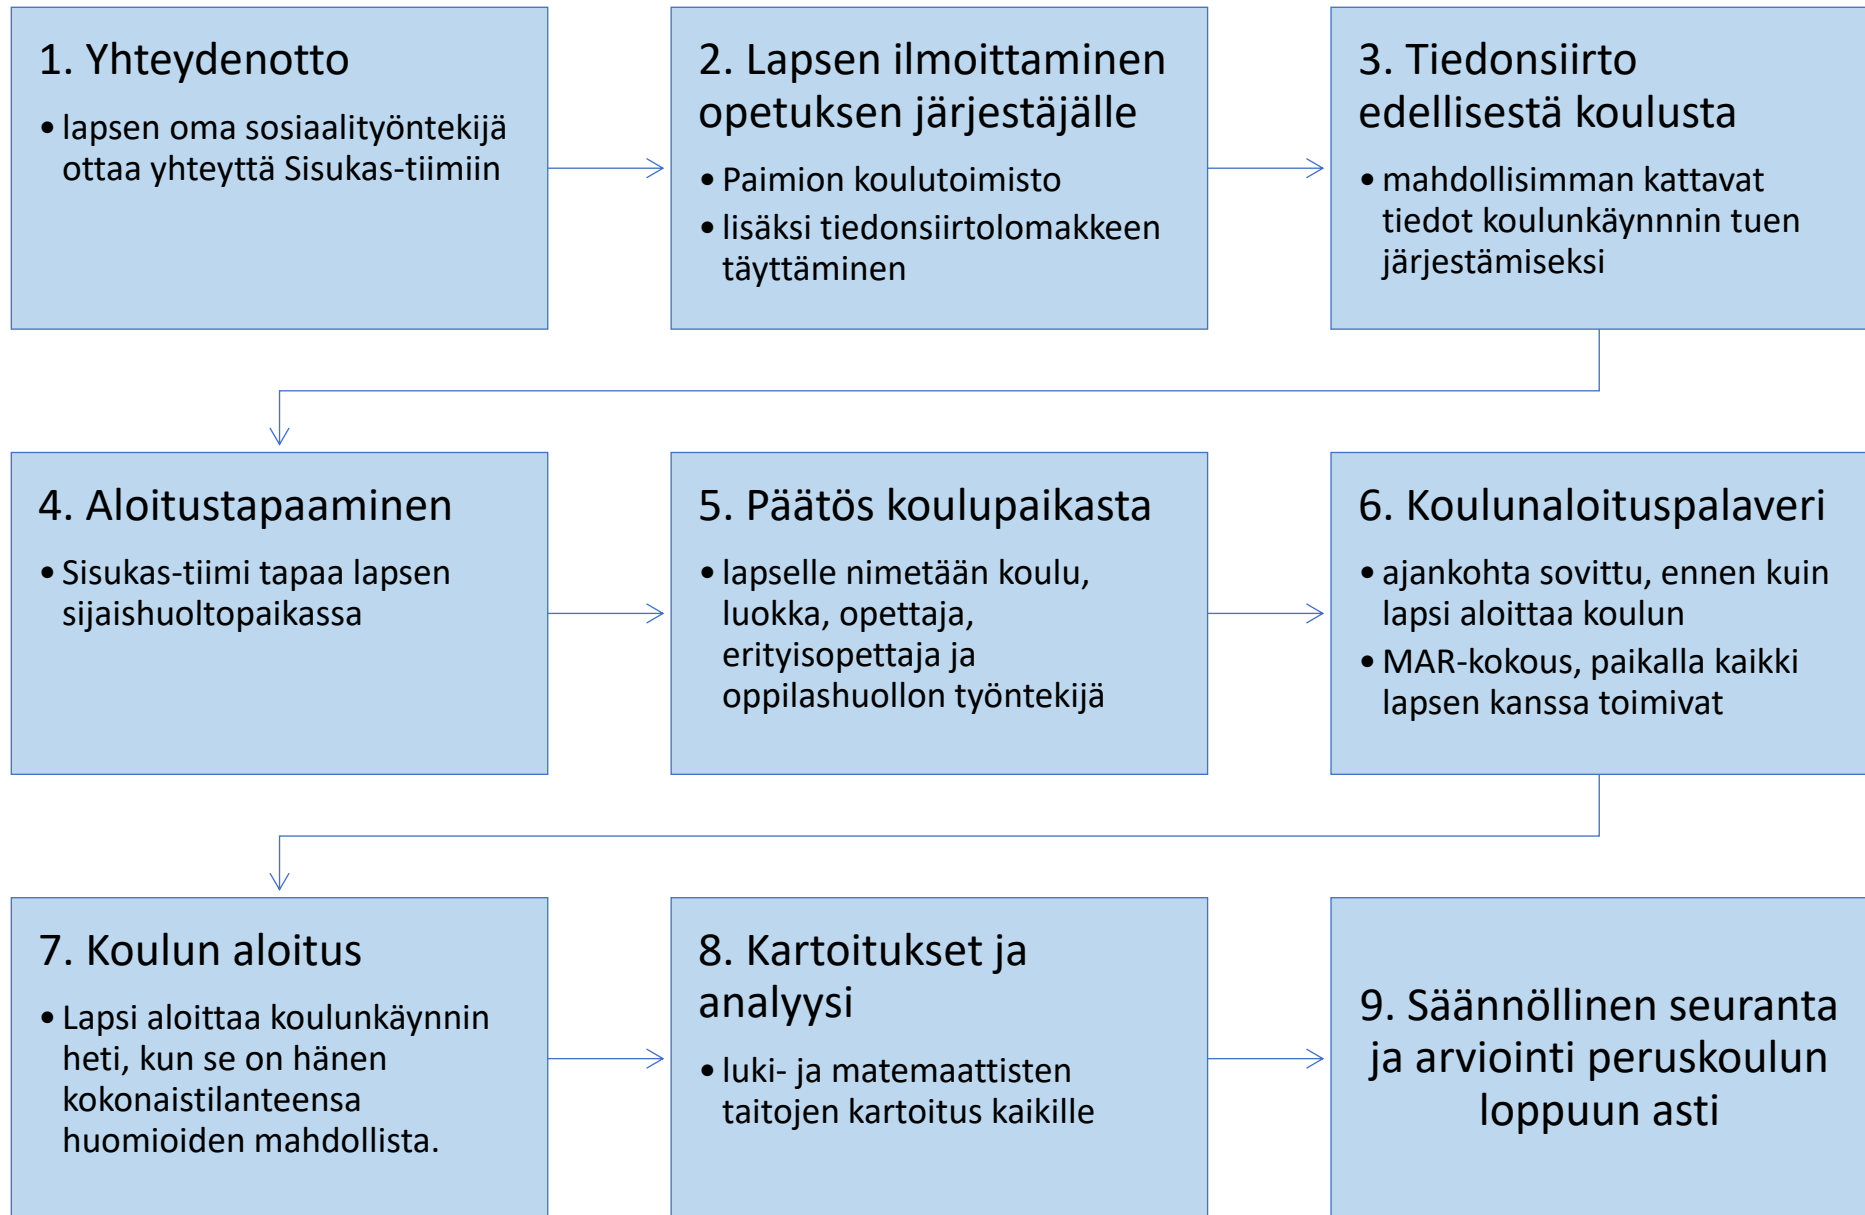 1. Yhteydenotto
• lapsen oma sosiaalityöntekijä
ottaa yhteyttä Sisukas-tiimiin
2. Lapsen ilmoittaminen
opetuksen järjestäjälle
• Paimion koulutoimisto
• lisäksi tiedonsiirtolomakkeen
täyttäminen
3. Tiedonsiirto
edellisestä koulusta
• mahdollisimman kattavat
tiedot koulunkäynnnin tuen
järjestämiseksi
4. Aloitustapaaminen
• Sisukas-tiimi tapaa lapsen
sijaishuoltopaikassa
5. Päätös koulupaikasta
• lapselle nimetään koulu,
luokka, opettaja,
erityisopettaja ja
oppilashuollon työntekijä
6. Koulunaloituspalaveri
• ajankohta sovittu, ennen kuin
lapsi aloittaa koulun
• MAR-kokous, paikalla kaikki
lapsen kanssa toimivat
7. Koulun aloitus
• Lapsi aloittaa koulunkäynnin
heti, kun se on hänen
kokonaistilanteensa
huomioiden mahdollista.
8. Kartoitukset ja
analyysi
• luki- ja matemaattisten
taitojen kartoitus kaikille
9. Säännöllinen seuranta
ja arviointi peruskoulun
loppuun asti